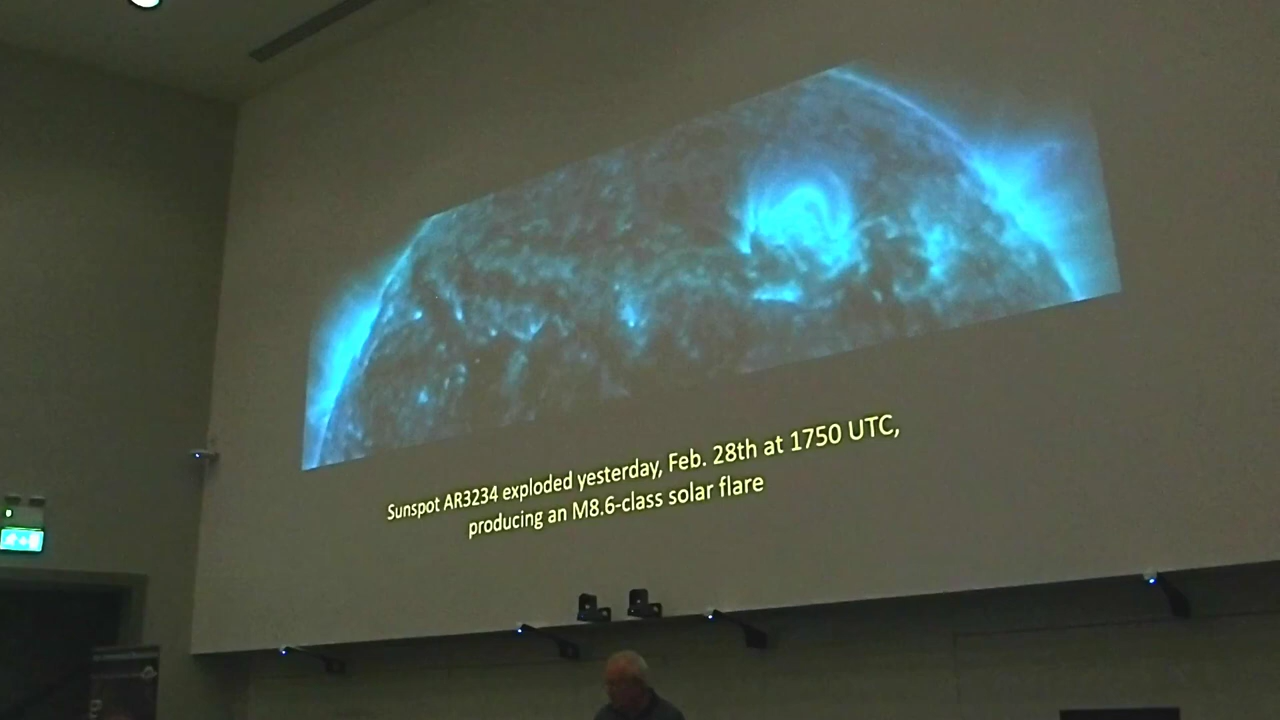 Sunspot AR3234 exploded yesterday, Feb. 28th at 1750 UTC,
producing an M8.6-class solar flare